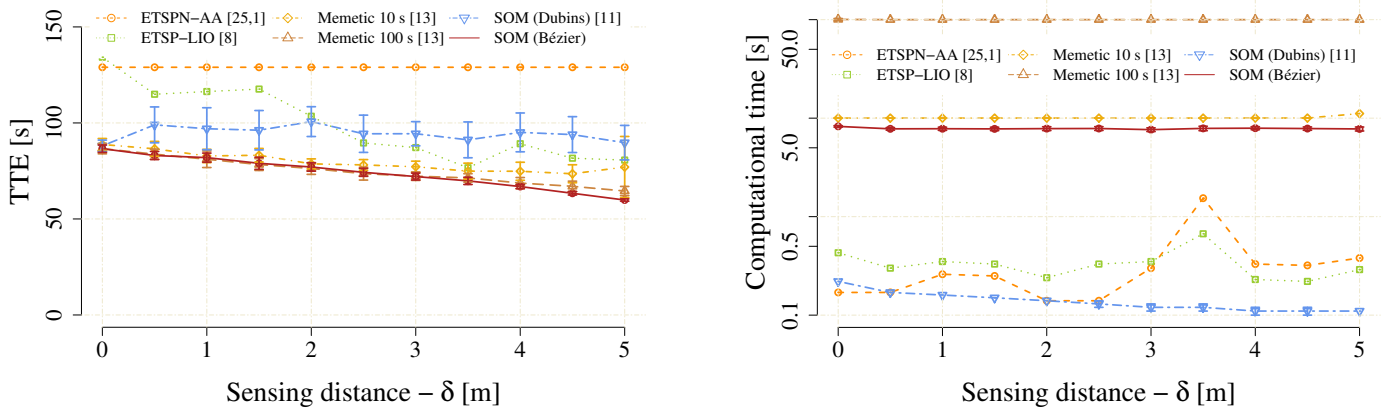 ETSPN-AA [25,1]
ETSP-LIO [8]
Memetic 10 s [13]
Memetic 100 s [13]
SOM (Dubins) [11]
SOM (Bézier)
TTE [s]
150
100
50
0
0 1 2 3 4 5
Sensing distance − δ [m]
ETSPN-AA [25,1]
ETSP-LIO [8]
Memetic 10 s [13]
Memetic 100 s [13]
SOM (Dubins) [11]
SOM (Bézier)
Computational time [s]
50.0
5.0
0.5
0.1
0 1 2 3 4 5
Sensing distance − δ [m]